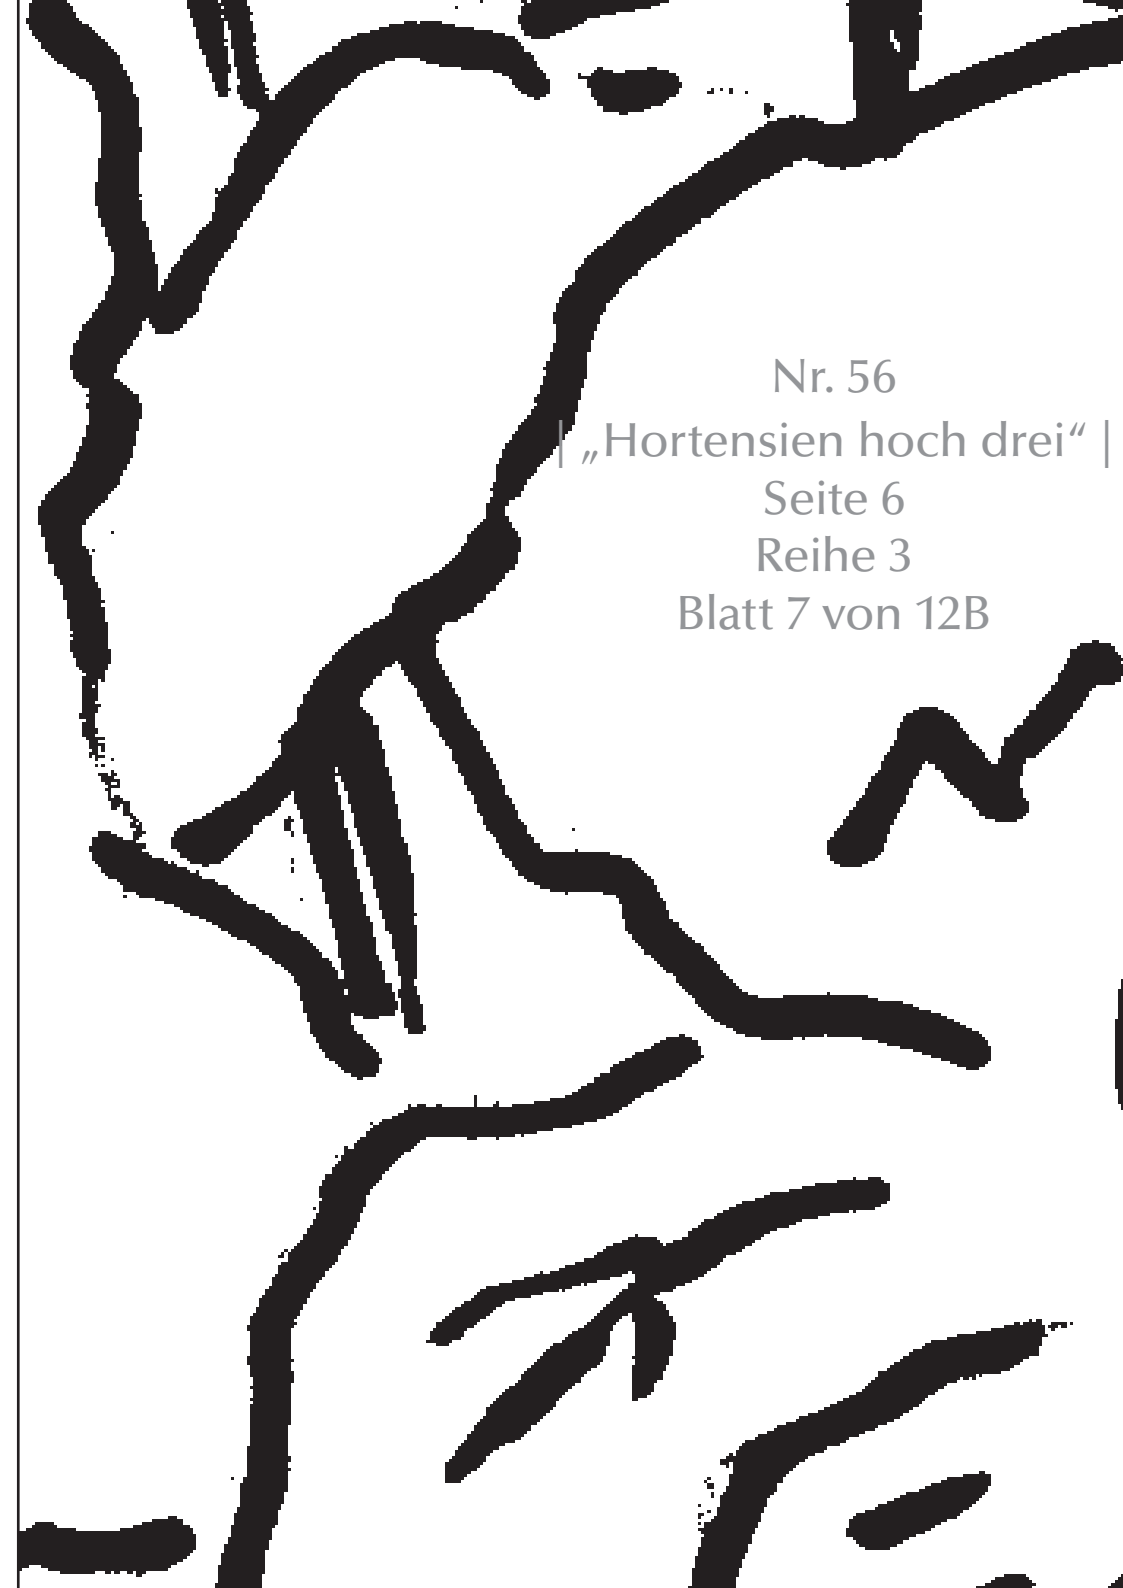 Nr. 56
| „Hortensien hoch drei“ |
Seite 6
Reihe 3
Blatt 7 von 12B